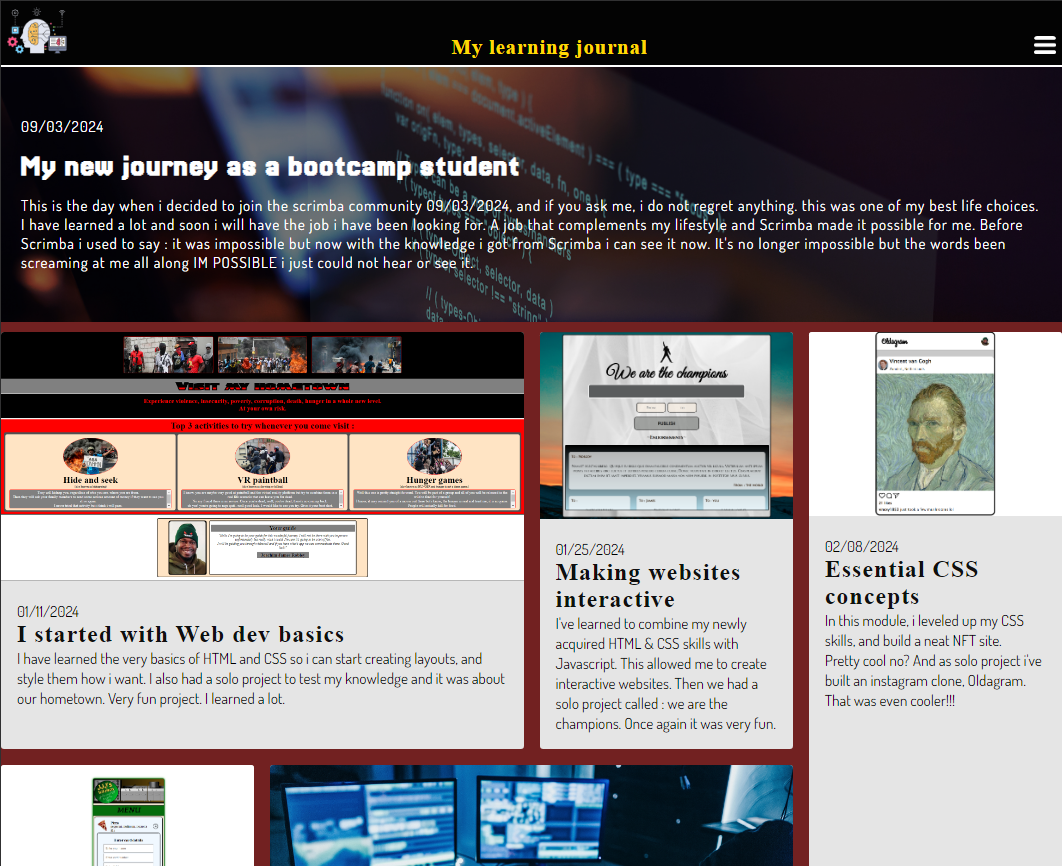 My learning journal
09/03/2024
My new journey as a bootcamp student
This is the day when i decided to join the scrimba community 09/03/2024, and if you ask me, i do not regret anything. this was one of my best life choices.
I have learned a lot and soon i will have the job i have been looking for. A job that complements my lifestyle and Scrimba made it possible for me. Before
Scrimba i used to say : it was impossible but now with the knowledge i got from Scrimba i can see it now. It's no longer impossible but the words been
screaming at me all along IM POSSIBLE i just could not hear or see it.
Experience violence, insecurity, poverty, corruption, death, hunger in a whole new level.
At your own risk.
Top 3 activities to try whenever you come visit :
Hide and seek
VR paintball
Hunger games
Your guide
01/11/2024
I started with Web dev basics
I have learned the very basics of HTML and CSS so i can start creating layouts, and
style them how i want. I also had a solo project to test my knowledge and it was about
our hometown. Very fun project. I learned a lot.
We are the champions
PUBLISH
01/25/2024
Making websites
interactive
I've learned to combine my newly
acquired HTML & CSS skills with
Javascript. This allowed me to create
interactive websites. Then we had a
solo project called : we are the
champions. Once again it was very fun.
Oldagram
Vincent van Gogh
02/08/2024
Essential CSS
concepts
In this module, i leveled up my CSS
skills, and build a neat NFT site.
Pretty cool no? And as solo project i've
built an instagram clone, Oldagram.
That was even cooler!!!
MENU